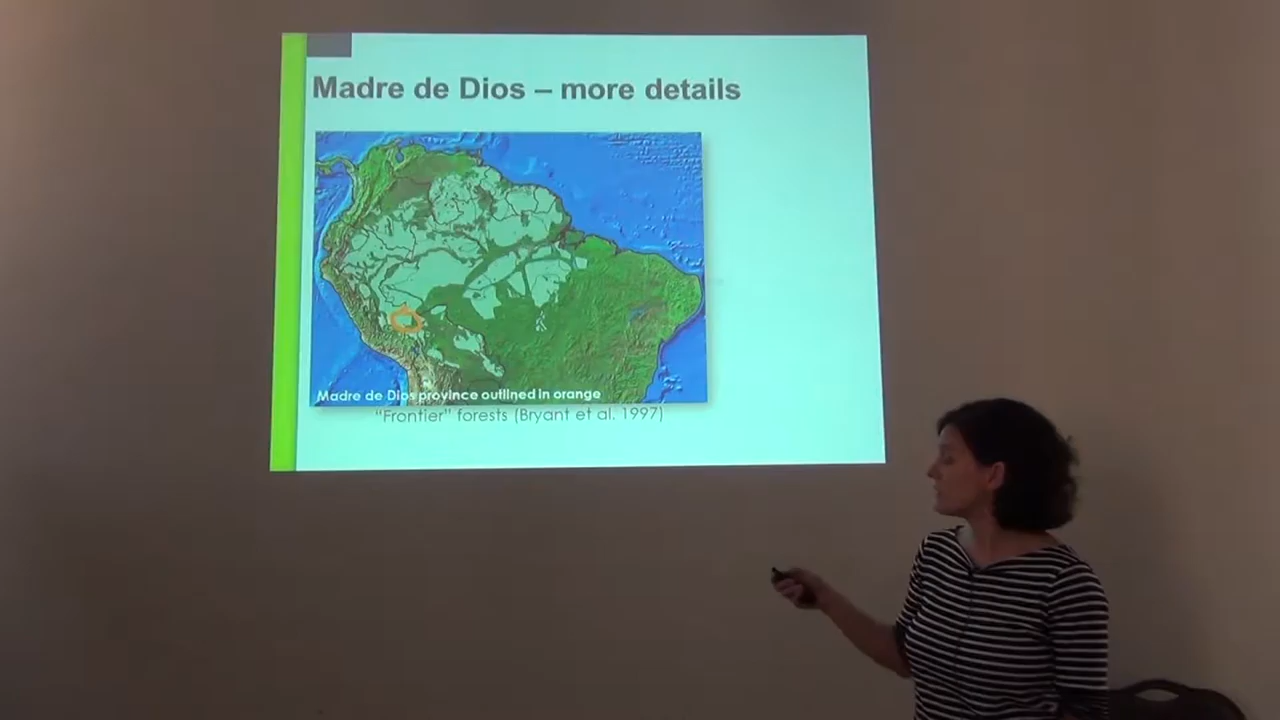 Madre de Dios – more details
Madre de Dios province outlined in orange
“Frontier” forests (Bryant et al. 1997)